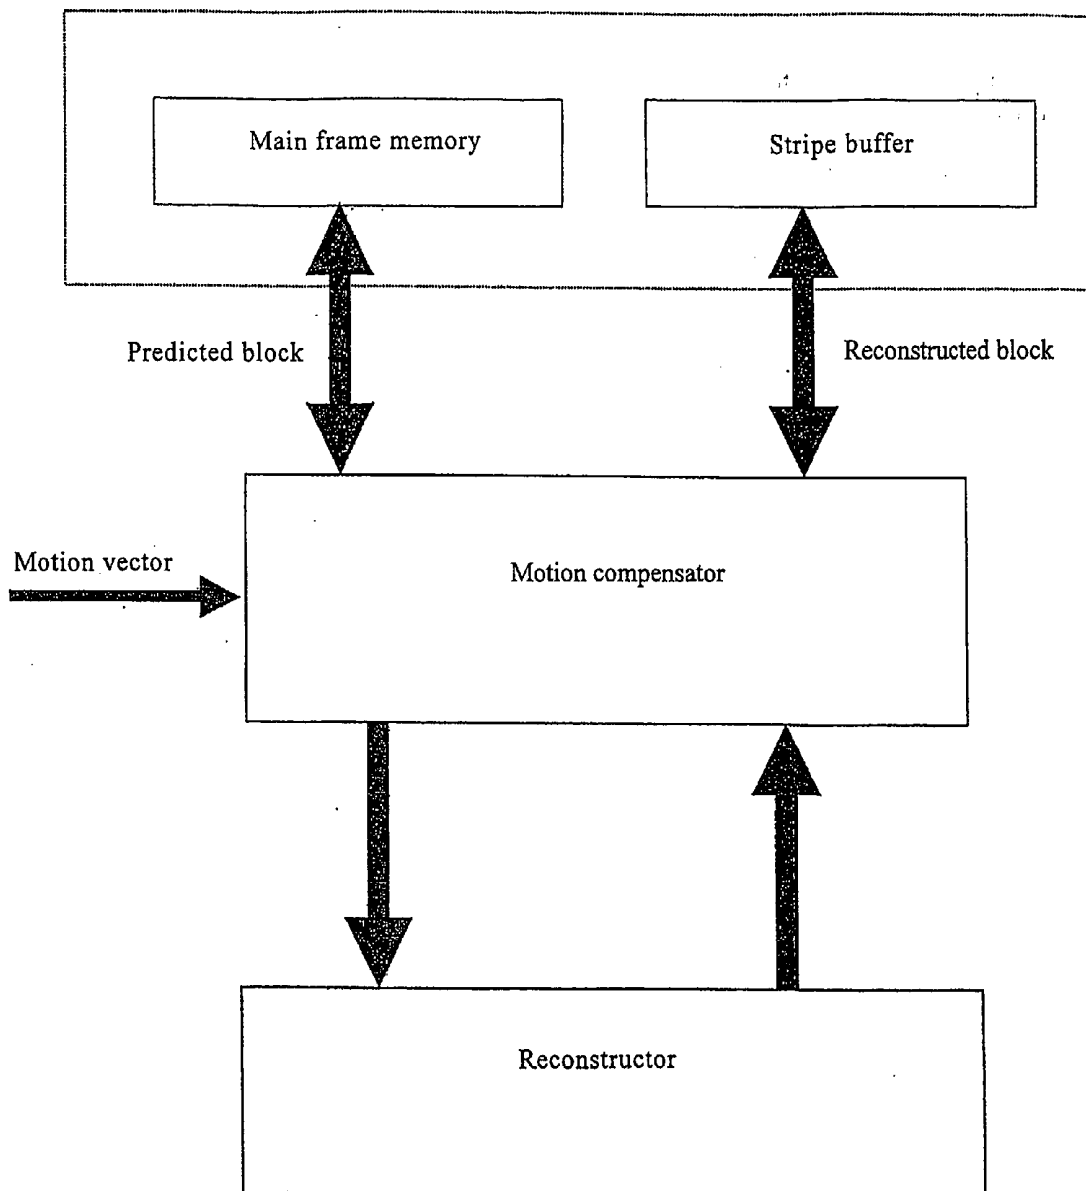 Main frame memory
Stripe buffer
Predicted block
Reconstructed block
Motion vector
Motion compensator
Reconstructor